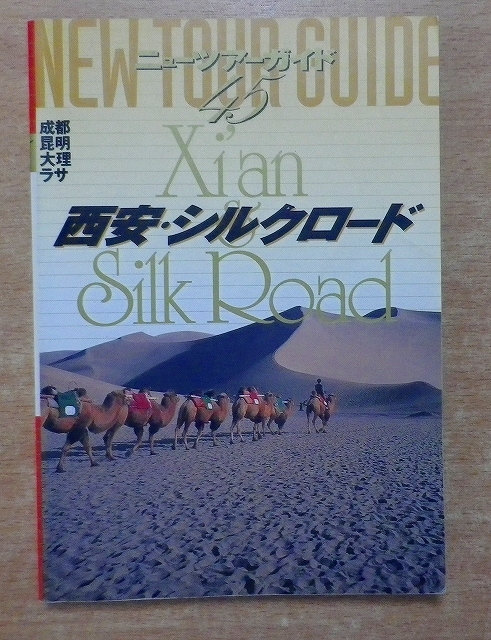 NEW TOUR GUIDE
ニューツアーガイド
45
成都
昆明
大理
ラサ
Xi'an
&
西安・シルクロード
Silk Road